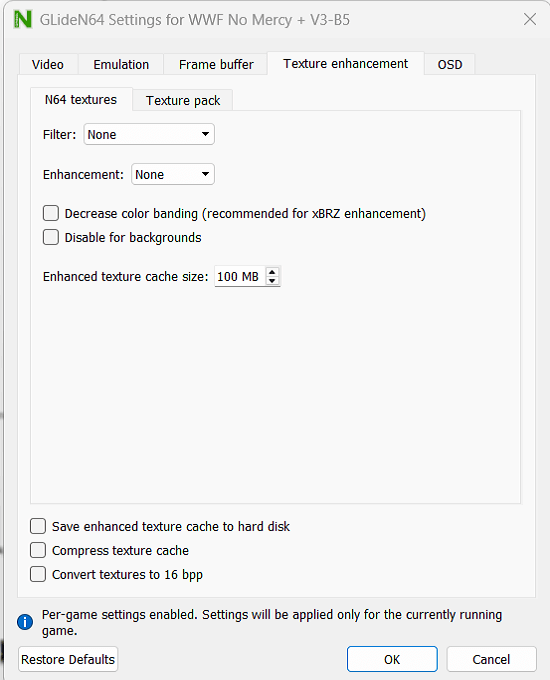 GLideN64 Settings for WWF No Mercy + V3-B5
Video
Emulation
Frame buffer
Texture enhancement
OSD
N64 textures
Texture pack
Filter: None
Enhancement: None
Decrease color banding (recommended for xBRZ enhancement)
Disable for backgrounds
Enhanced texture cache size: 100 MB
Save enhanced texture cache to hard disk
Compress texture cache
Convert textures to 16 bpp
Per-game settings enabled. Settings will be applied only for the currently running
game.
Restore Defaults
OK
Cancel